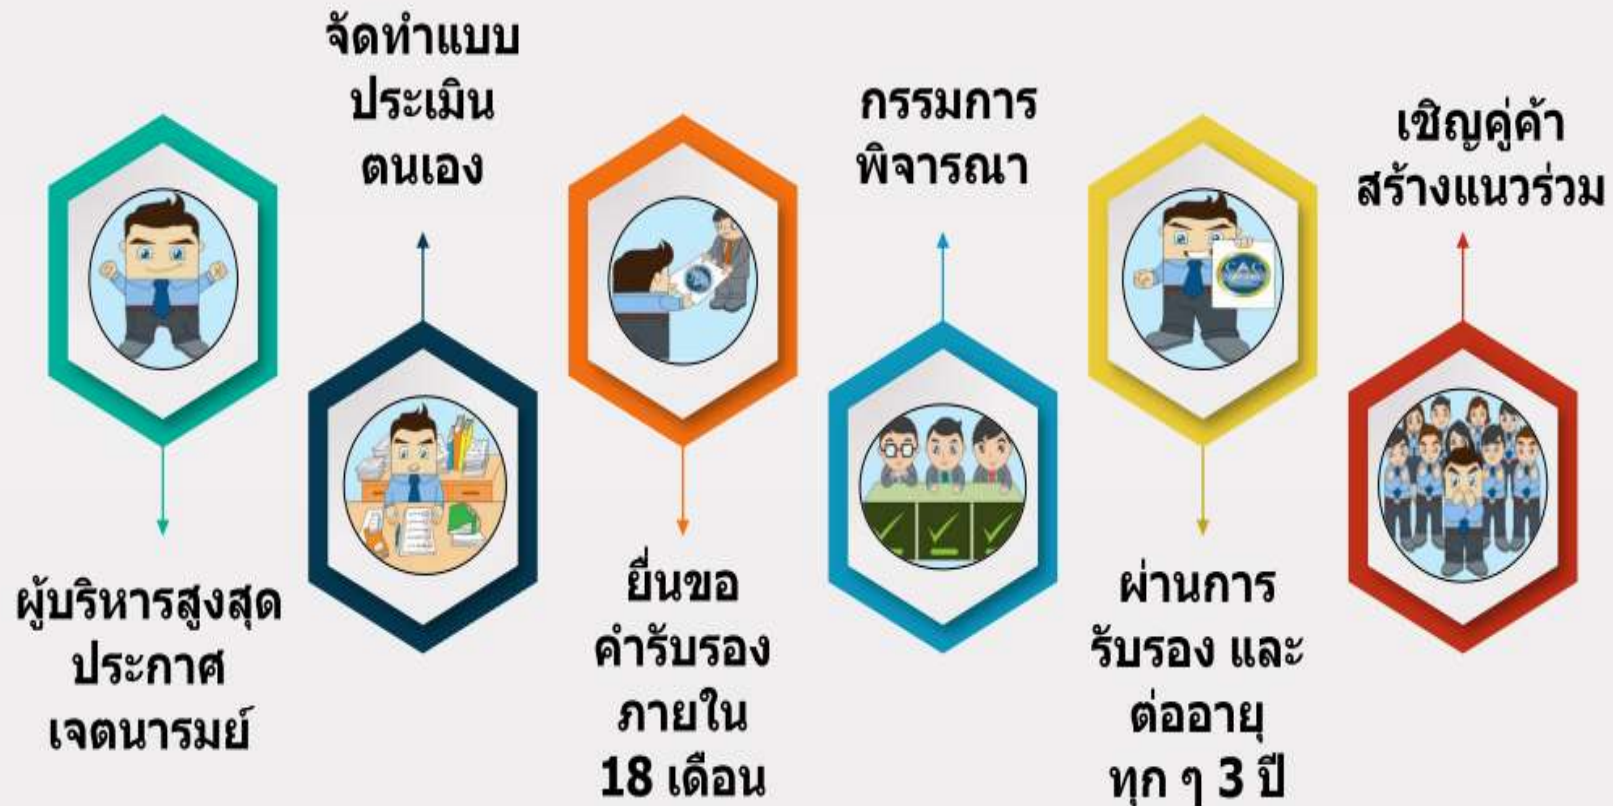 ผู้บริหารสูงสุด
ประกาศ
เจตนารมย์
จัดทำแบบ
ประเมิน
ตนเอง
ยื่นขอ
คำรับรอง
ภายใน
18 เดือน
กรรมการ
พิจารณา
ผ่านการ
รับรอง และ
ต่ออายุ
ทุก ๆ 3 ปี
เชิญคู่ค้า
สร้างแนวร่วม
CAC